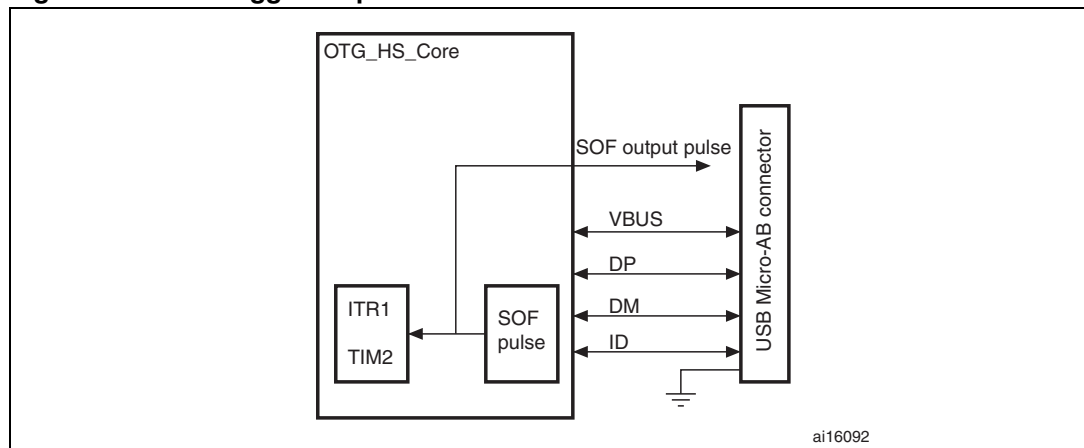 OTG_HS_Core
SOF output pulse
VBUS
DP
DM
ID
ITR1
TIM2
SOF
pulse
USB Micro-AB connector
ai16092